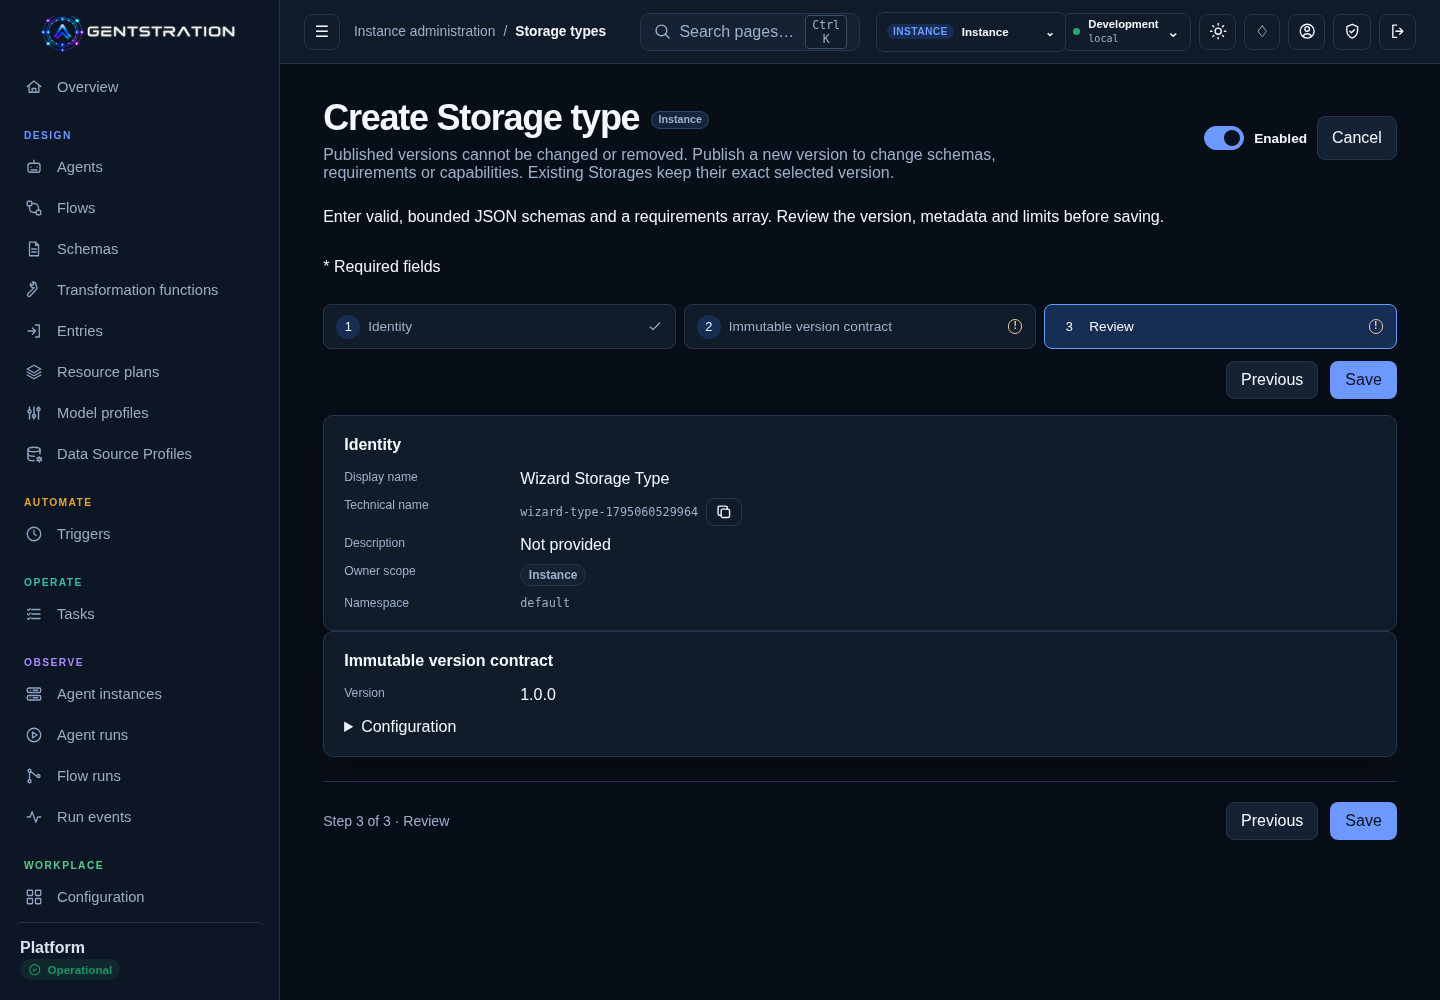 GENTSTRATION
Overview
DESIGN
Agents
Flows
Schemas
Transformation functions
Entries
Resource plans
Model profiles
Data Source Profiles
AUTOMATE
Triggers
OPERATE
Tasks
OBSERVE
Agent instances
Agent runs
Flow runs
Run events
WORKPLACE
Configuration
Platform
Operational
Instance administration / Storage types
Search pages… Ctrl K
INSTANCE Instance
Development
local
Create Storage type Instance
Published versions cannot be changed or removed. Publish a new version to change schemas,
requirements or capabilities. Existing Storages keep their exact selected version.
Enabled
Cancel
Enter valid, bounded JSON schemas and a requirements array. Review the version, metadata and limits before saving.
* Required fields
1 Identity
2 Immutable version contract
3 Review
Previous
Save
Identity
Display name Wizard Storage Type
Technical name wizard-type-1795060529964
Description Not provided
Owner scope Instance
Namespace default
Immutable version contract
Version 1.0.0
Configuration
Step 3 of 3 · Review
Previous
Save